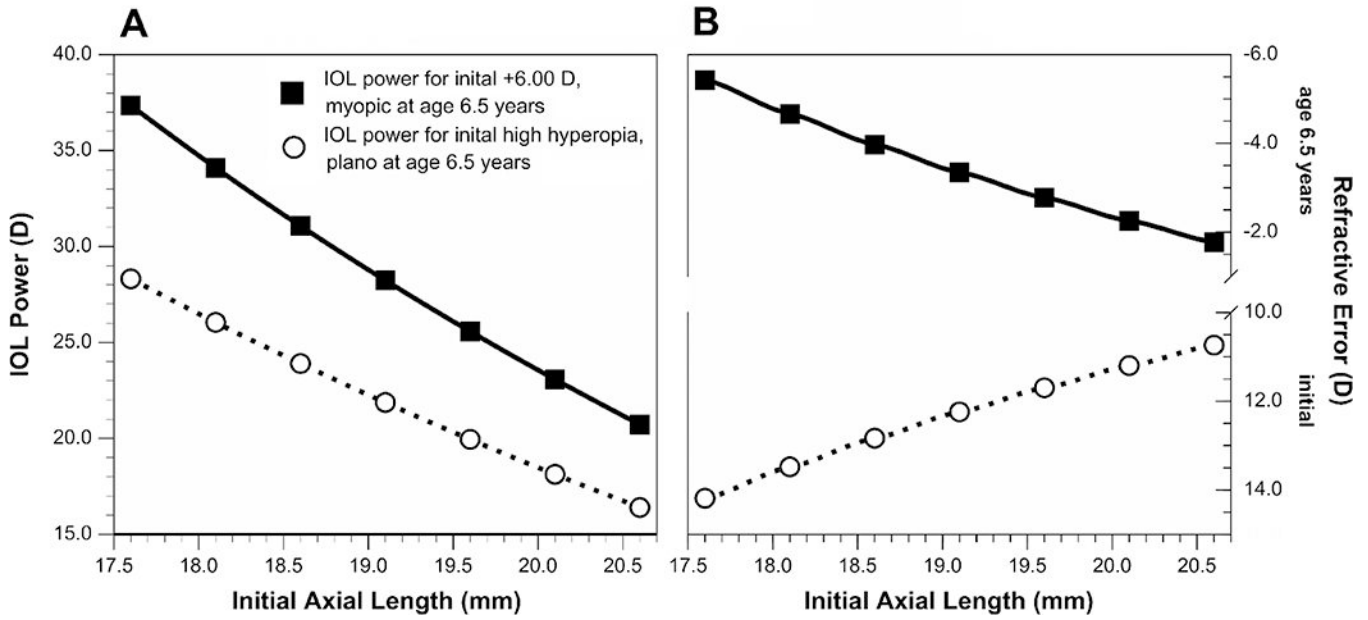 A
40.0
35.0
30.0
25.0
20.0
15.0
IOL Power (D)
IOL power for inital +6.00 D,
myopic at age 6.5 years
IOL power for inital high hyperopia,
plano at age 6.5 years
17.5 18.0 18.5 19.0 19.5 20.0 20.5
Initial Axial Length (mm)
B
-6.0
-4.0
-2.0
10.0
12.0
14.0
age 6.5 years
initial
Refractive Error (D)
17.5 18.0 18.5 19.0 19.5 20.0 20.5
Initial Axial Length (mm)